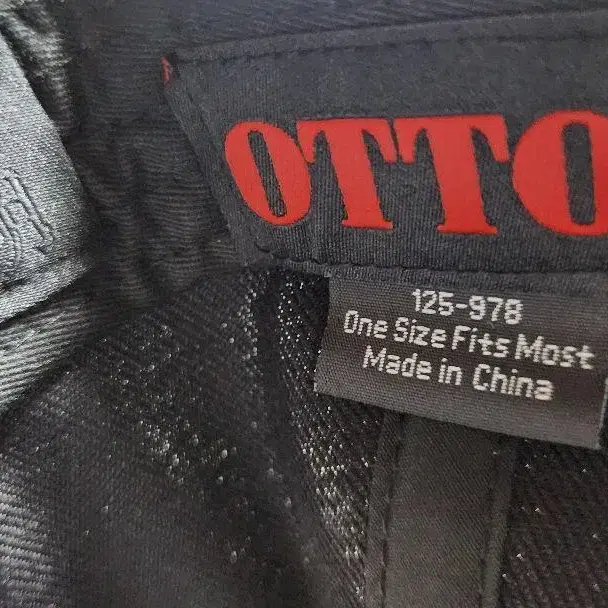 OTTO
125-978
One Size Fits Most
Made in China